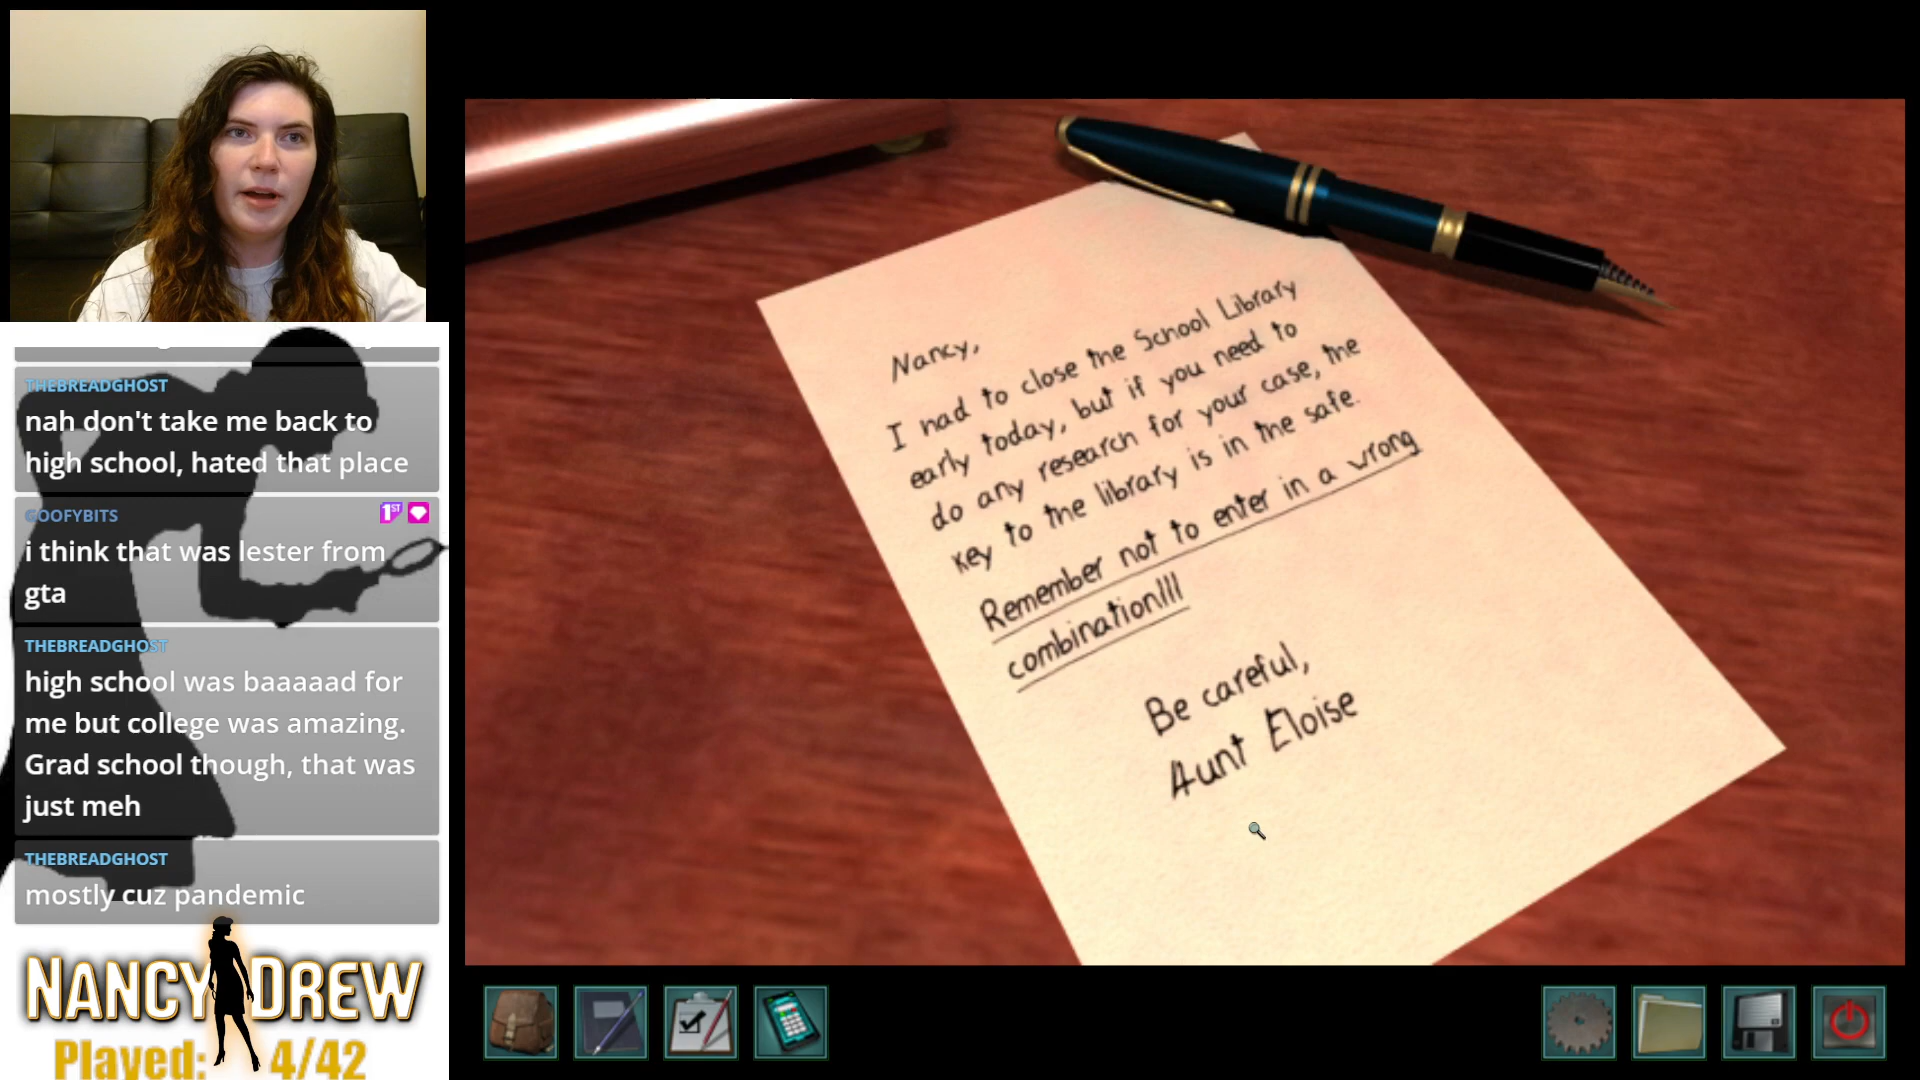 THEBREADGHOST
nah don't take me back to
high school, hated that place
GOOFYBITS
1ST
i think that was lester from
gta
THEBREADGHOST
high school was baaaaad for
me but college was amazing.
Grad school though, that was
just meh
THEBREADGHOST
mostly cuz pandemic
NANCY DREW
Played: 4/42
Nancy,
I had to close the School Library
early today, but if you need to
do any research for your case, the
key to the library is in the safe.
Remember not to enter in a wrong
combination!!!
Be careful,
Aunt Eloise